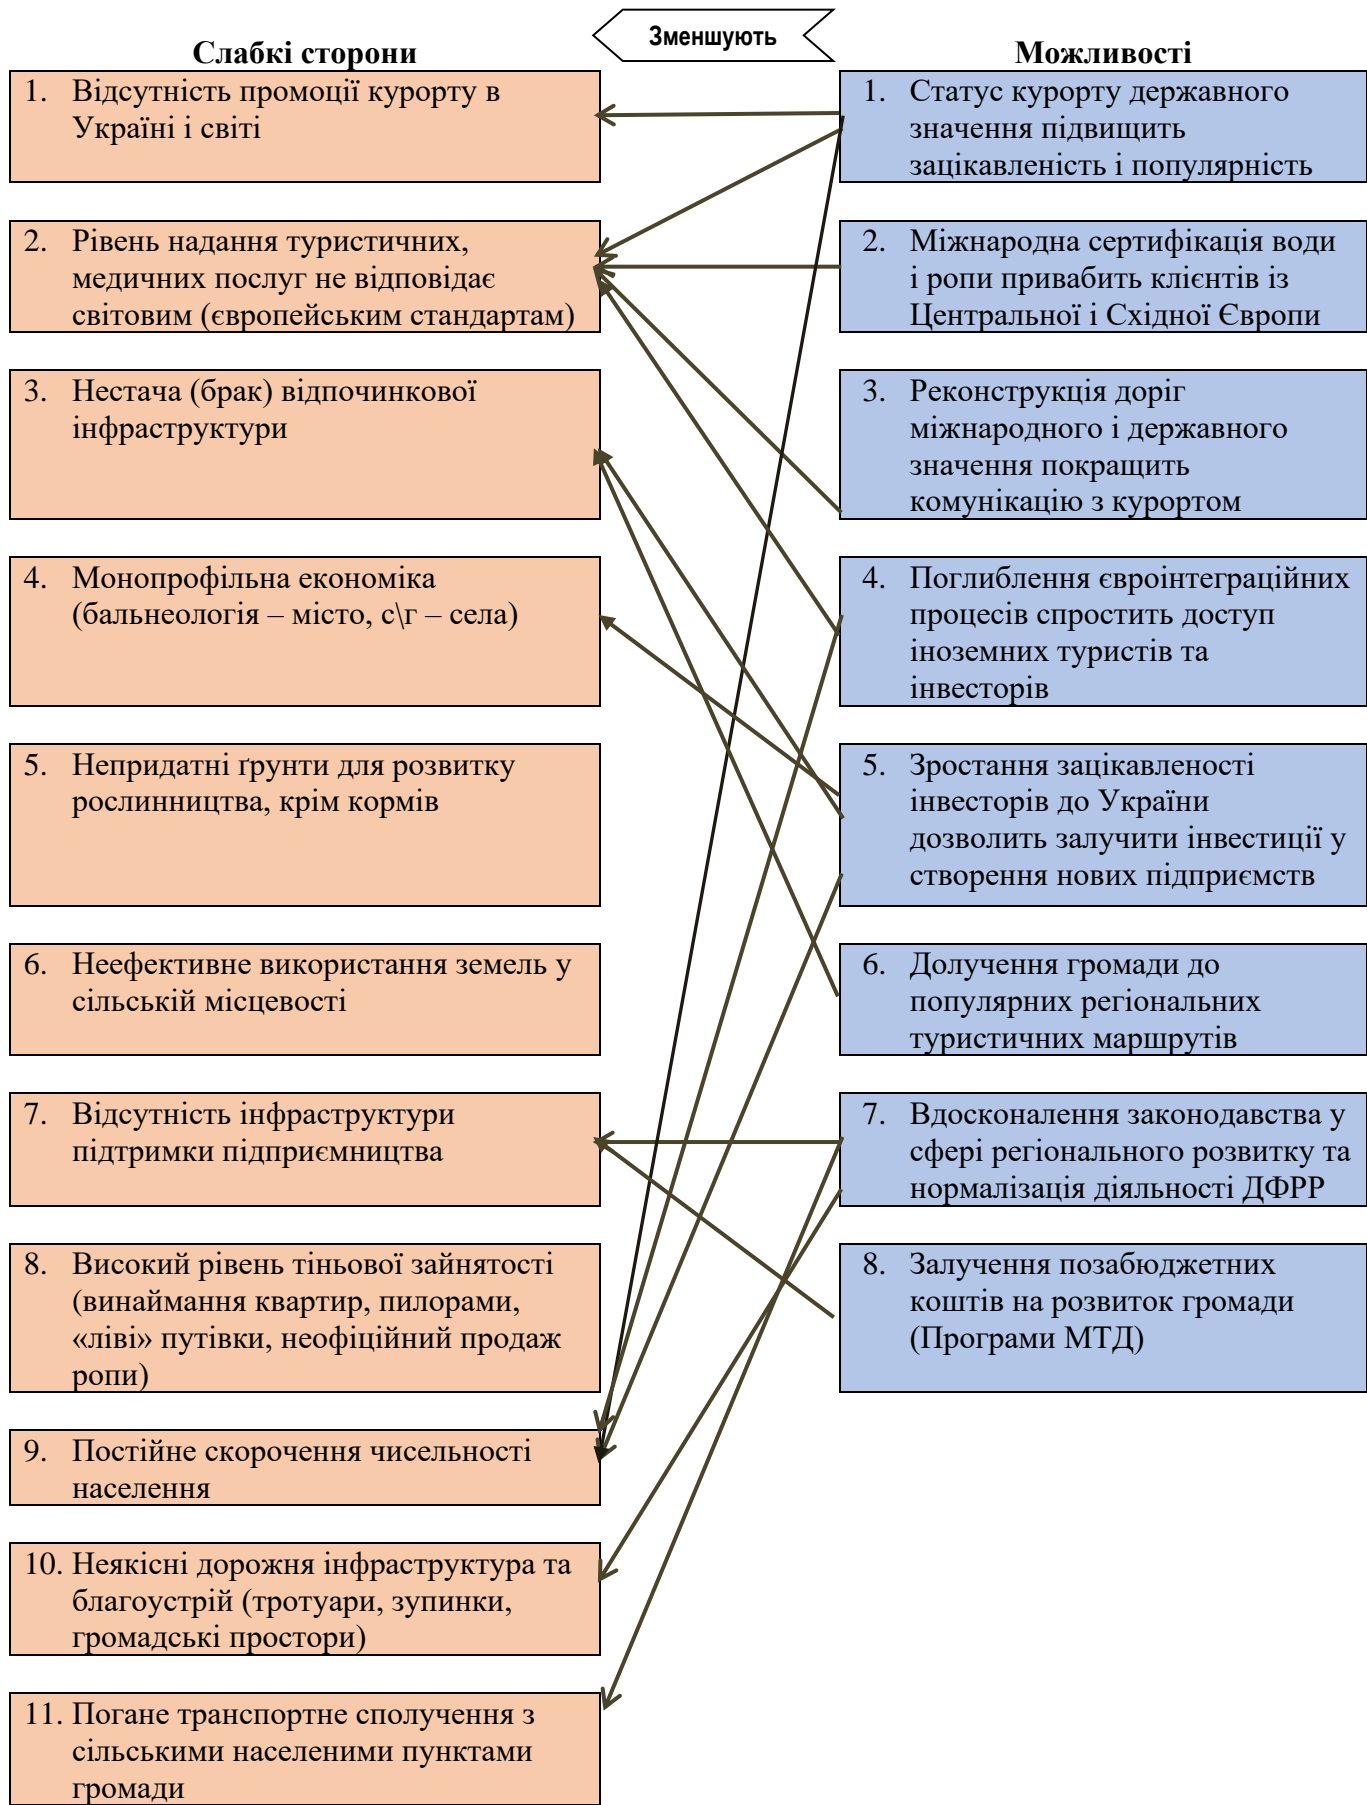 Зменшують
Слабкі сторони
1. Відсутність промоції курорту в
Україні і світі
2. Рівень надання туристичних,
медичних послуг не відповідає
світовим (європейським стандартам)
3. Нестача (брак) відпочинкової
інфраструктури
4. Монопрофільна економіка
(бальнеологія – місто, с\г – села)
5. Непридатні ґрунти для розвитку
рослинництва, крім кормів
6. Неефективне використання земель у
сільській місцевості
7. Відсутність інфраструктури
підтримки підприємництва
8. Високий рівень тіньової зайнятості
(винаймання квартир, пилорами,
«ліві» путівки, неофіційний продаж
ропи)
9. Постійне скорочення чисельності
населення
10. Неякісні дорожня інфраструктура та
благоустрій (тротуари, зупинки,
громадські простори)
11. Погане транспортне сполучення з
сільськими населеними пунктами
громади
Можливості
1. Статус курорту державного
значення підвищить
зацікавленість і популярність
2. Міжнародна сертифікація води
і ропи привабить клієнтів із
Центральної і Східної Європи
3. Реконструкція доріг
міжнародного і державного
значення покращить
комунікацію з курортом
4. Поглиблення євроінтеграційних
процесів спростить доступ
іноземних туристів та
інвесторів
5. Зростання зацікавленості
інвесторів до України
дозволить залучити інвестиції у
створення нових підприємств
6. Долучення громади до
популярних регіональних
туристичних маршрутів
7. Вдосконалення законодавства у
сфері регіонального розвитку та
нормалізація діяльності ДФРР
8. Залучення позабюджетних
коштів на розвиток громади
(Програми МТД)